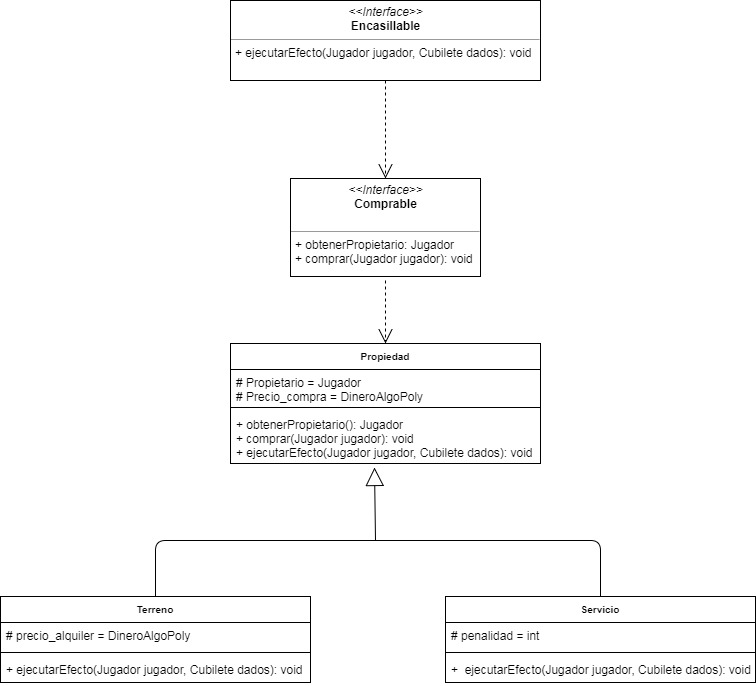 <<Interface>>
Encasillable
+ ejecutarEfecto(Jugador jugador, Cubilete dados): void
<<Interface>>
Comprable
+ obtenerPropietario: Jugador
+ comprar(Jugador jugador): void
Propiedad
# Propietario = Jugador
# Precio_compra = DineroAlgoPoly
+ obtenerPropietario(): Jugador
+ comprar(Jugador jugador): void
+ ejecutarEfecto(Jugador jugador, Cubilete dados): void
Terreno
# precio_alquiler = DineroAlgoPoly
+ ejecutarEfecto(Jugador jugador, Cubilete dados): void
Servicio
# penalidad = int
+  ejecutarEfecto(Jugador jugador, Cubilete dados): void